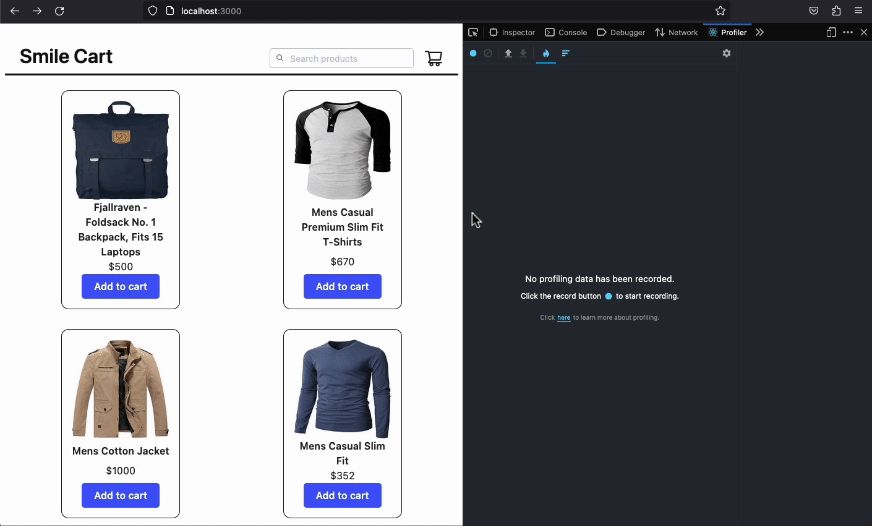 localhost:3000
Smile Cart
Search products
Inspector
Console
Debugger
Network
Profiler
Fjallraven -
Foldsack No. 1
Backpack, Fits 15
Laptops
$500
Add to cart
Mens Casual
Premium Slim Fit
T-Shirts
$670
Add to cart
Mens Cotton Jacket
$1000
Add to cart
Mens Casual Slim
Fit
$352
Add to cart
No profiling data has been recorded.
Click the record button to start recording.
Click here to learn more about profiling.